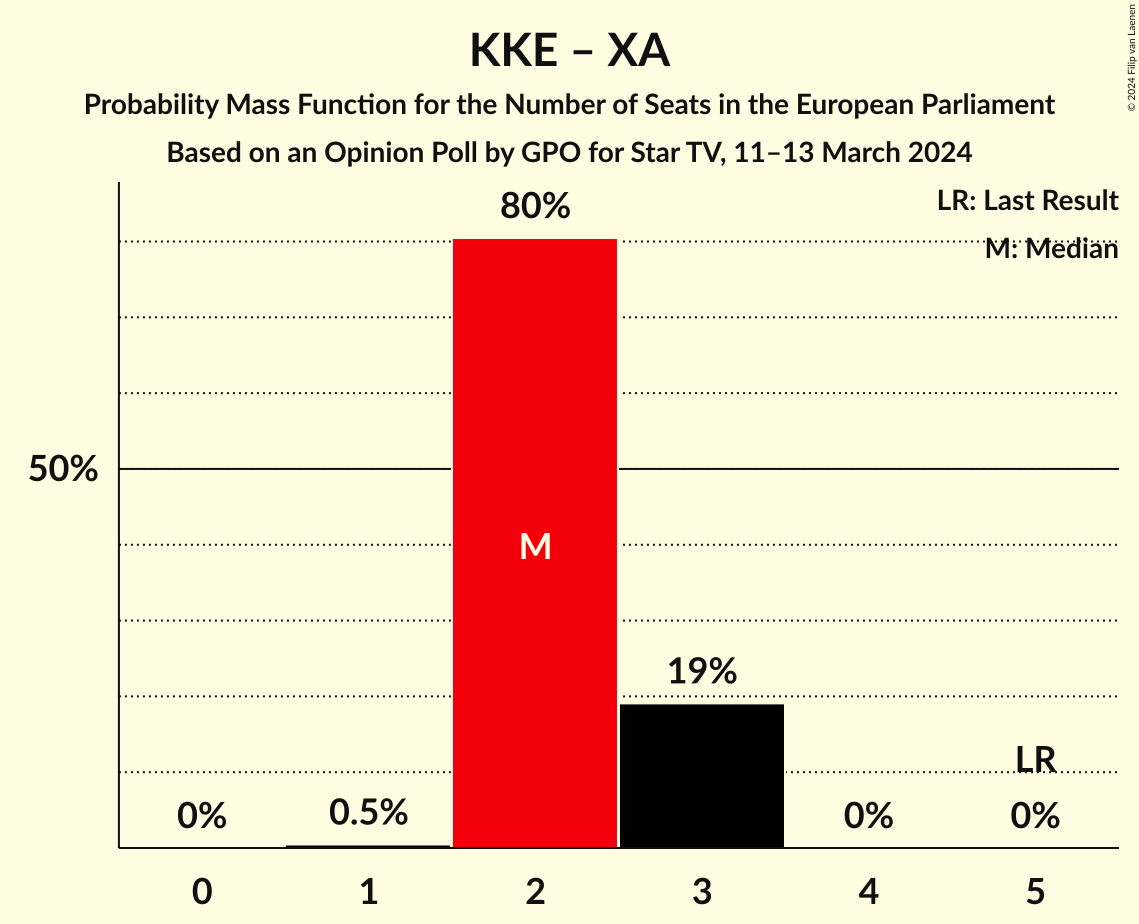 KKE – XA
Probability Mass Function for the Number of Seats in the European Parliament
Based on an Opinion Poll by GPO for Star TV, 11–13 March 2024
© 2024 Filip van Laenen
LR: Last Result
M: Median
80%
50%
M
19%
LR
0%
0.5%
0%
0%
0
1
2
3
4
5